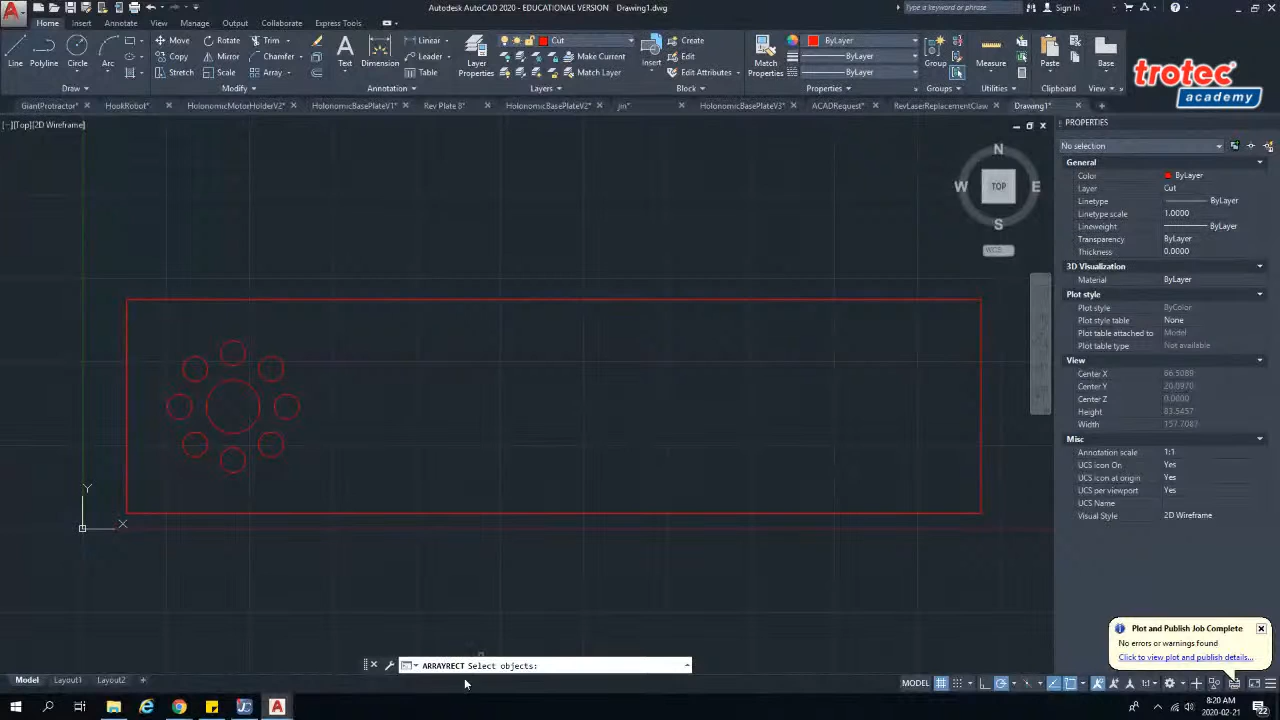 Autodesk AutoCAD 2020 - EDUCATIONAL VERSION Drawing1.dwg
Type a keyword or phrase
Sign In
Home Insert Annotate View Manage Output Collaborate Express Tools
Line Polyline Circle Arc
Move Rotate Trim
Copy Mirror Chamfer
Stretch Scale Array
Text Dimension
Linear
Leader
Table
Layer Properties
Cut
Make Current
Match Layer
Insert
Create
Edit
Edit Attributes
Match Properties
ByLayer
ByLayer
ByLayer
Group Measure Paste Base
Draw Modify Annotation Layers Block Properties Groups Utilities Clipboard View
trotec
academy
GiantProtractor* HookRobot* HolonomicMotorHolderV2* HolonomicBasePlateV1* Rev Plate 8* HolonomicBasePlateV2* jin* HolonomicBasePlateV3* ACADRequest* RevLaserReplacementClaw Drawing1*
[−][Top][2D Wireframe]
N
W TOP E
S
WCS
Y
X
PROPERTIES
No selection
General
Color ByLayer
Layer Cut
Linetype ByLayer
Linetype scale 1.0000
Lineweight ByLayer
Transparency ByLayer
Thickness 0.0000
3D Visualization
Material ByLayer
Plot style
Plot style ByColor
Plot style table None
Plot table attached to Model
Plot table type Not available
View
Center X 66.5089
Center Y 20.8970
Center Z 0.0000
Height 83.5457
Width 157.7087
Misc
Annotation scale 1:1
UCS icon On Yes
UCS icon at origin Yes
UCS per viewport Yes
UCS Name
Visual Style 2D Wireframe
Plot and Publish Job Complete
No errors or warnings found
Click to view plot and publish details...
ARRAYRECT Select objects:
Model Layout1 Layout2
MODEL 1:1
8:20 AM
2020-02-21
22